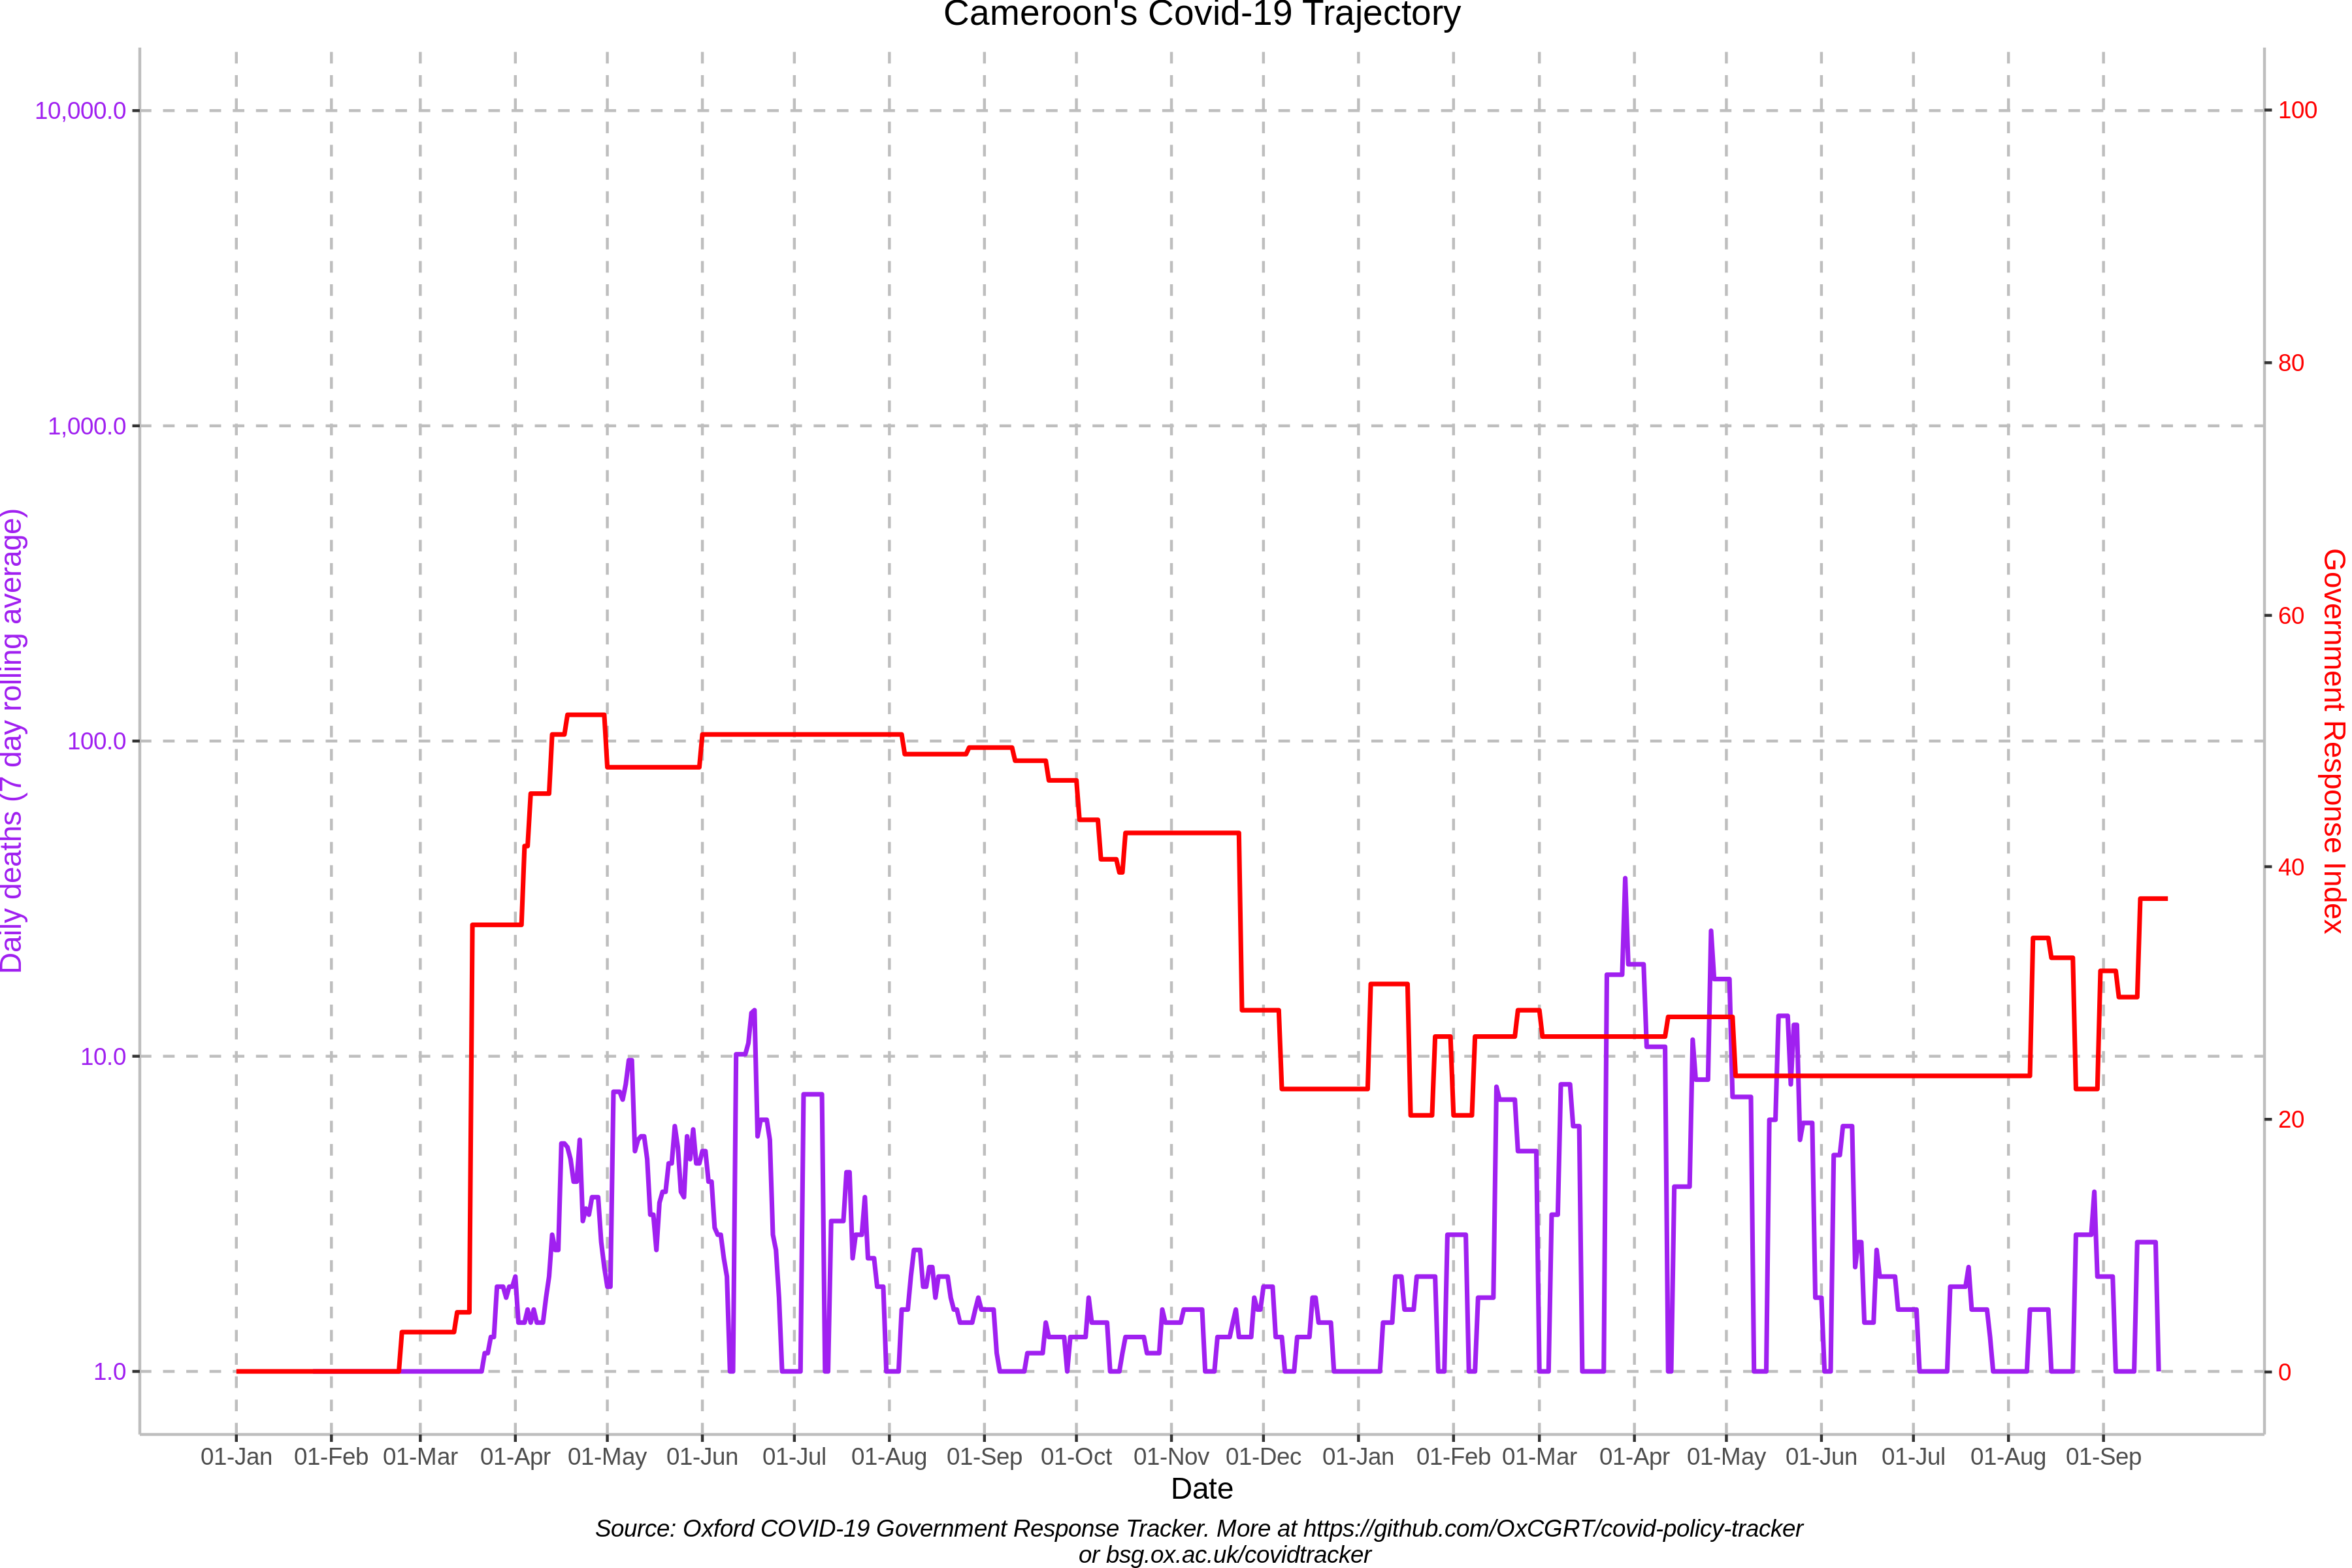 Cameroon's Covid-19 Trajectory
10,000.0
1,000.0
100.0
10.0
1.0
Daily deaths (7 day rolling average)
100
80
60
40
20
0
Government Response Index
01-Jan 01-Feb 01-Mar 01-Apr 01-May 01-Jun 01-Jul 01-Aug 01-Sep 01-Oct 01-Nov 01-Dec 01-Jan 01-Feb 01-Mar 01-Apr 01-May 01-Jun 01-Jul 01-Aug 01-Sep
Date
Source: Oxford COVID-19 Government Response Tracker. More at https://github.com/OxCGRT/covid-policy-tracker
or bsg.ox.ac.uk/covidtracker